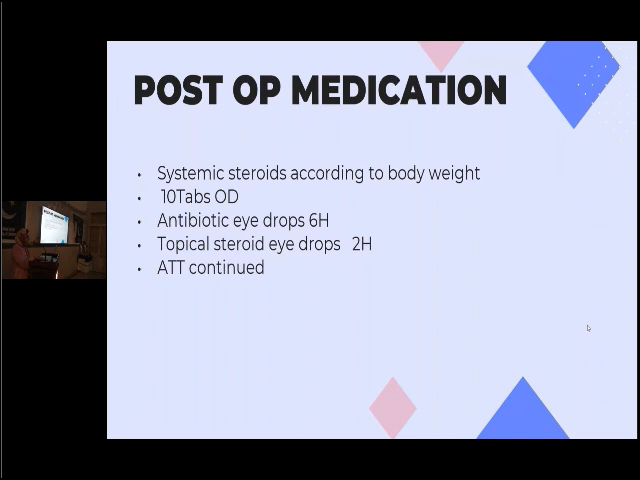 POST OP MEDICATION
• Systemic steroids according to body weight
• 10Tabs OD
• Antibiotic eye drops 6H
• Topical steroid eye drops 2H
• ATT continued